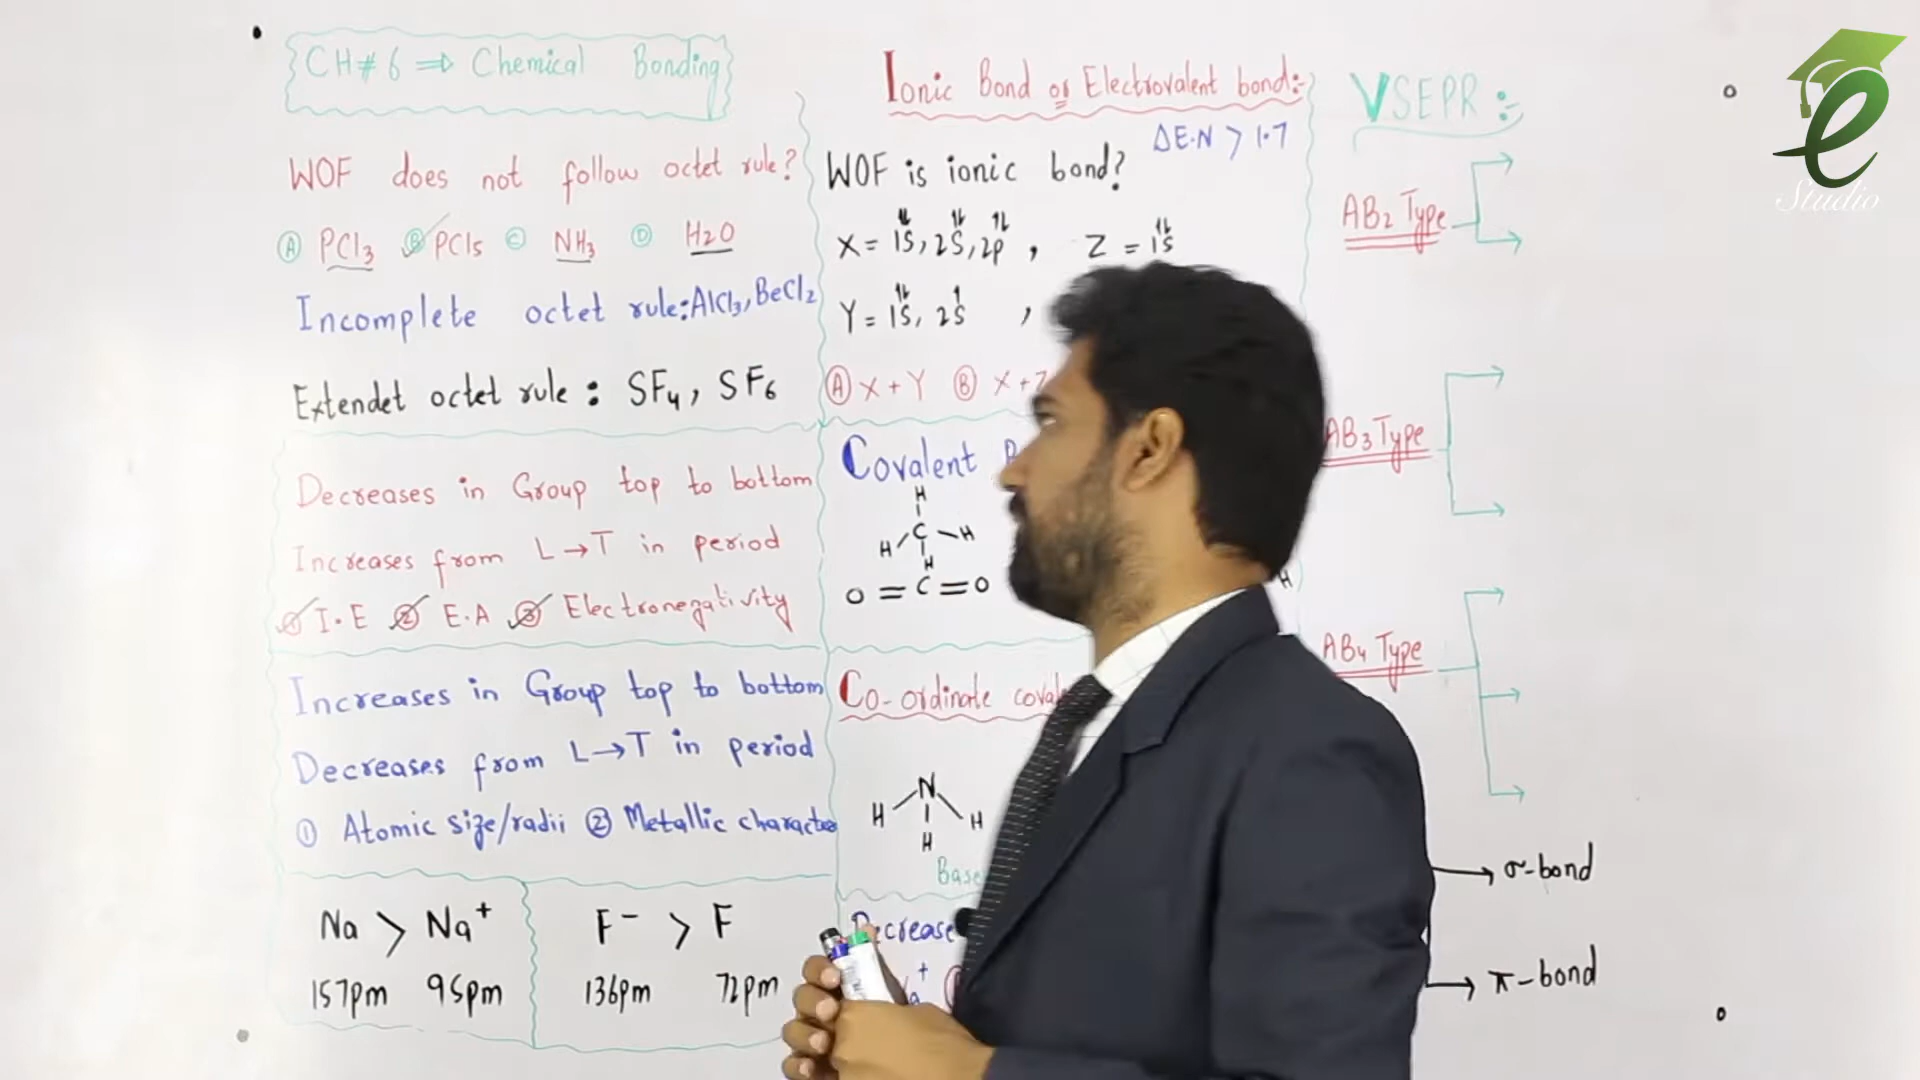 CH#6 ⇒ Chemical Bonding
WOF does not follow octet rule?
A PCl3 B PCl5 C NH3 D H2O
Incomplete octet rule: AlCl3, BeCl2
Extendet octet rule : SF4, SF6
Decreases in Group top to bottom
Increases from L→T in period
1 I.E 2 E.A 3 Electronegativity
Increases in Group top to bottom
Decreases from L→T in period
1 Atomic size/radii 2 Metallic character
Na > Na+
157pm 95pm
F- > F
136pm 72pm
Ionic Bond or Electrovalent bond:-
ΔE.N > 1.7
WOF is ionic bond?
X = 1S, 2S, 2p , Z = 1S
Y = 1S, 2S ,
A X + Y B X + Z
Covalent
H
H C H
H
O = C = O
H
Co-ordinate
N
H H
H
Base
Decrease
VSEPR :-
AB2 Type
AB3 Type
AB4 Type
σ-bond
π-bond
e
Studio